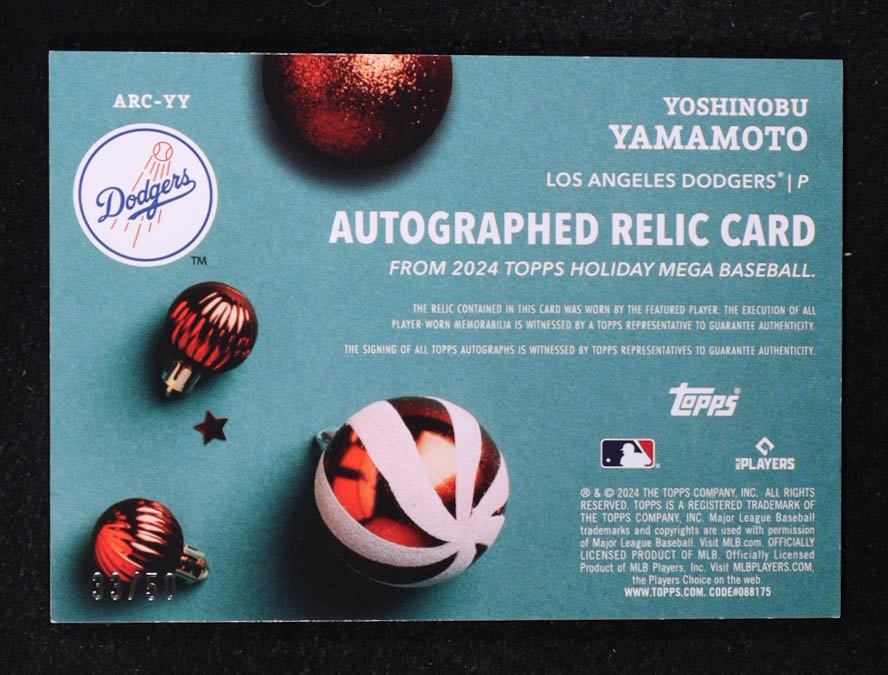 ARC-YY
Dodgers
TM
YOSHINOBU
YAMAMOTO
LOS ANGELES DODGERS® | P
AUTOGRAPHED RELIC CARD
FROM 2024 TOPPS HOLIDAY MEGA BASEBALL.
THE RELIC CONTAINED IN THIS CARD WAS WORN BY THE FEATURED PLAYER. THE EXECUTION OF ALL
PLAYER-WORN MEMORABILIA IS WITNESSED BY A TOPPS REPRESENTATIVE TO GUARANTEE AUTHENTICITY.
THE SIGNING OF ALL TOPPS AUTOGRAPHS IS WITNESSED BY TOPPS REPRESENTATIVES TO GUARANTEE AUTHENTICITY.
topps®
MLB PLAYERS
® & © 2024 THE TOPPS COMPANY, INC. ALL RIGHTS
RESERVED. TOPPS IS A REGISTERED TRADEMARK OF
THE TOPPS COMPANY, INC. Major League Baseball
trademarks and copyrights are used with permission
of Major League Baseball. Visit MLB.com. OFFICIALLY
LICENSED PRODUCT OF MLB. Officially Licensed
Product of MLB Players, Inc. Visit MLBPLAYERS.COM,
the Players Choice on the web.
WWW.TOPPS.COM. CODE#088175
33/50